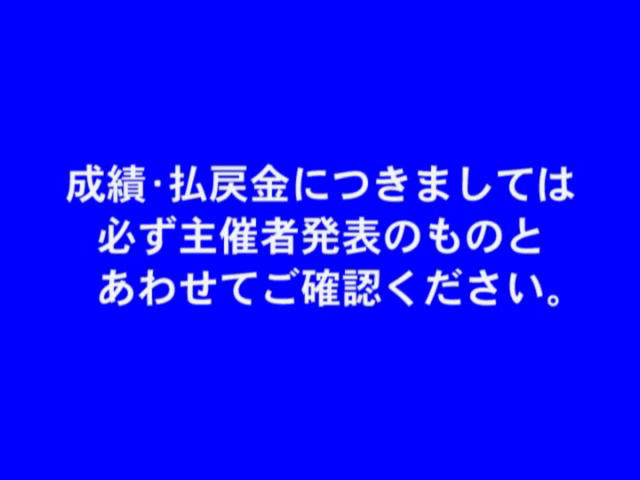 成績･払戻金につきましては
必ず主催者発表のものと
あわせてご確認ください。